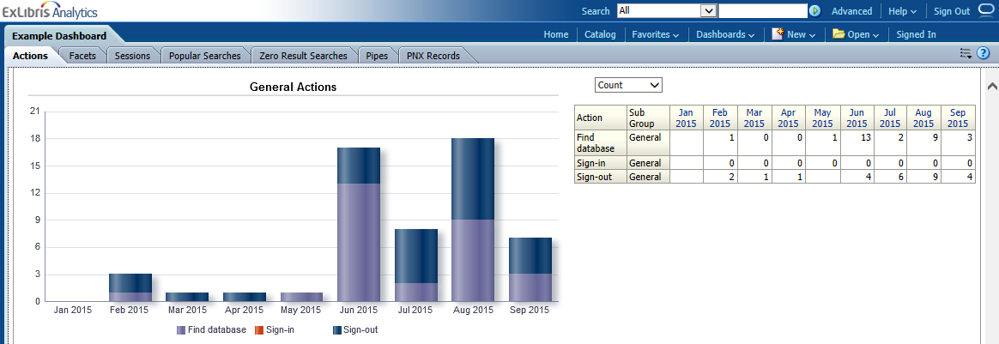 ExLibris Analytics
Search All Advanced Help Sign Out
Example Dashboard
Home Catalog Favorites Dashboards New Open Signed In
Actions Facets Sessions Popular Searches Zero Result Searches Pipes PNX Records
?
General Actions
21
18
15
12
9
6
3
0
Jan 2015 Feb 2015 Mar 2015 Apr 2015 May 2015 Jun 2015 Jul 2015 Aug 2015 Sep 2015
Find database Sign-in Sign-out
Count
Action Sub Group Jan 2015 Feb 2015 Mar 2015 Apr 2015 May 2015 Jun 2015 Jul 2015 Aug 2015 Sep 2015
Find database General 1 0 0 1 13 2 9 3
Sign-in General 0 0 0 0 0 0 0 0
Sign-out General 2 1 1 4 6 9 4